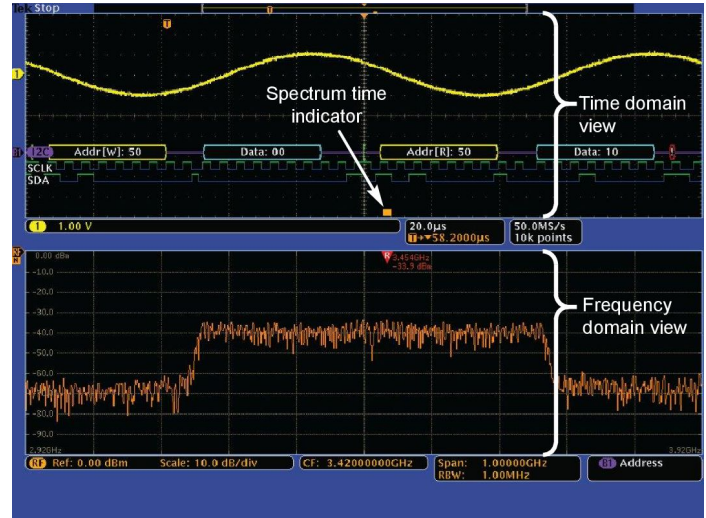 Tek Stop
T
T
1
Spectrum time
indicator
Time domain
view
B1 I2C Addr[W]: 50 Data: 00 Addr[R]: 50 Data: 10
SCLK
SDA
1 1.00 V
20.0µs
T→▼58.2000µs
50.0MS/s
10k points
RF
M
0.00 dBm
R 3.454GHz
-33.9 dBm
-10.0
-20.0
-30.0
-40.0
-50.0
-60.0
-70.0
-80.0
-90.0
2.92GHz
3.92GHz
Frequency
domain view
RF Ref: 0.00 dBm Scale: 10.0 dB/div
CF: 3.42000000GHz
Span: 1.00000GHz
RBW: 1.00MHz
B1 Address